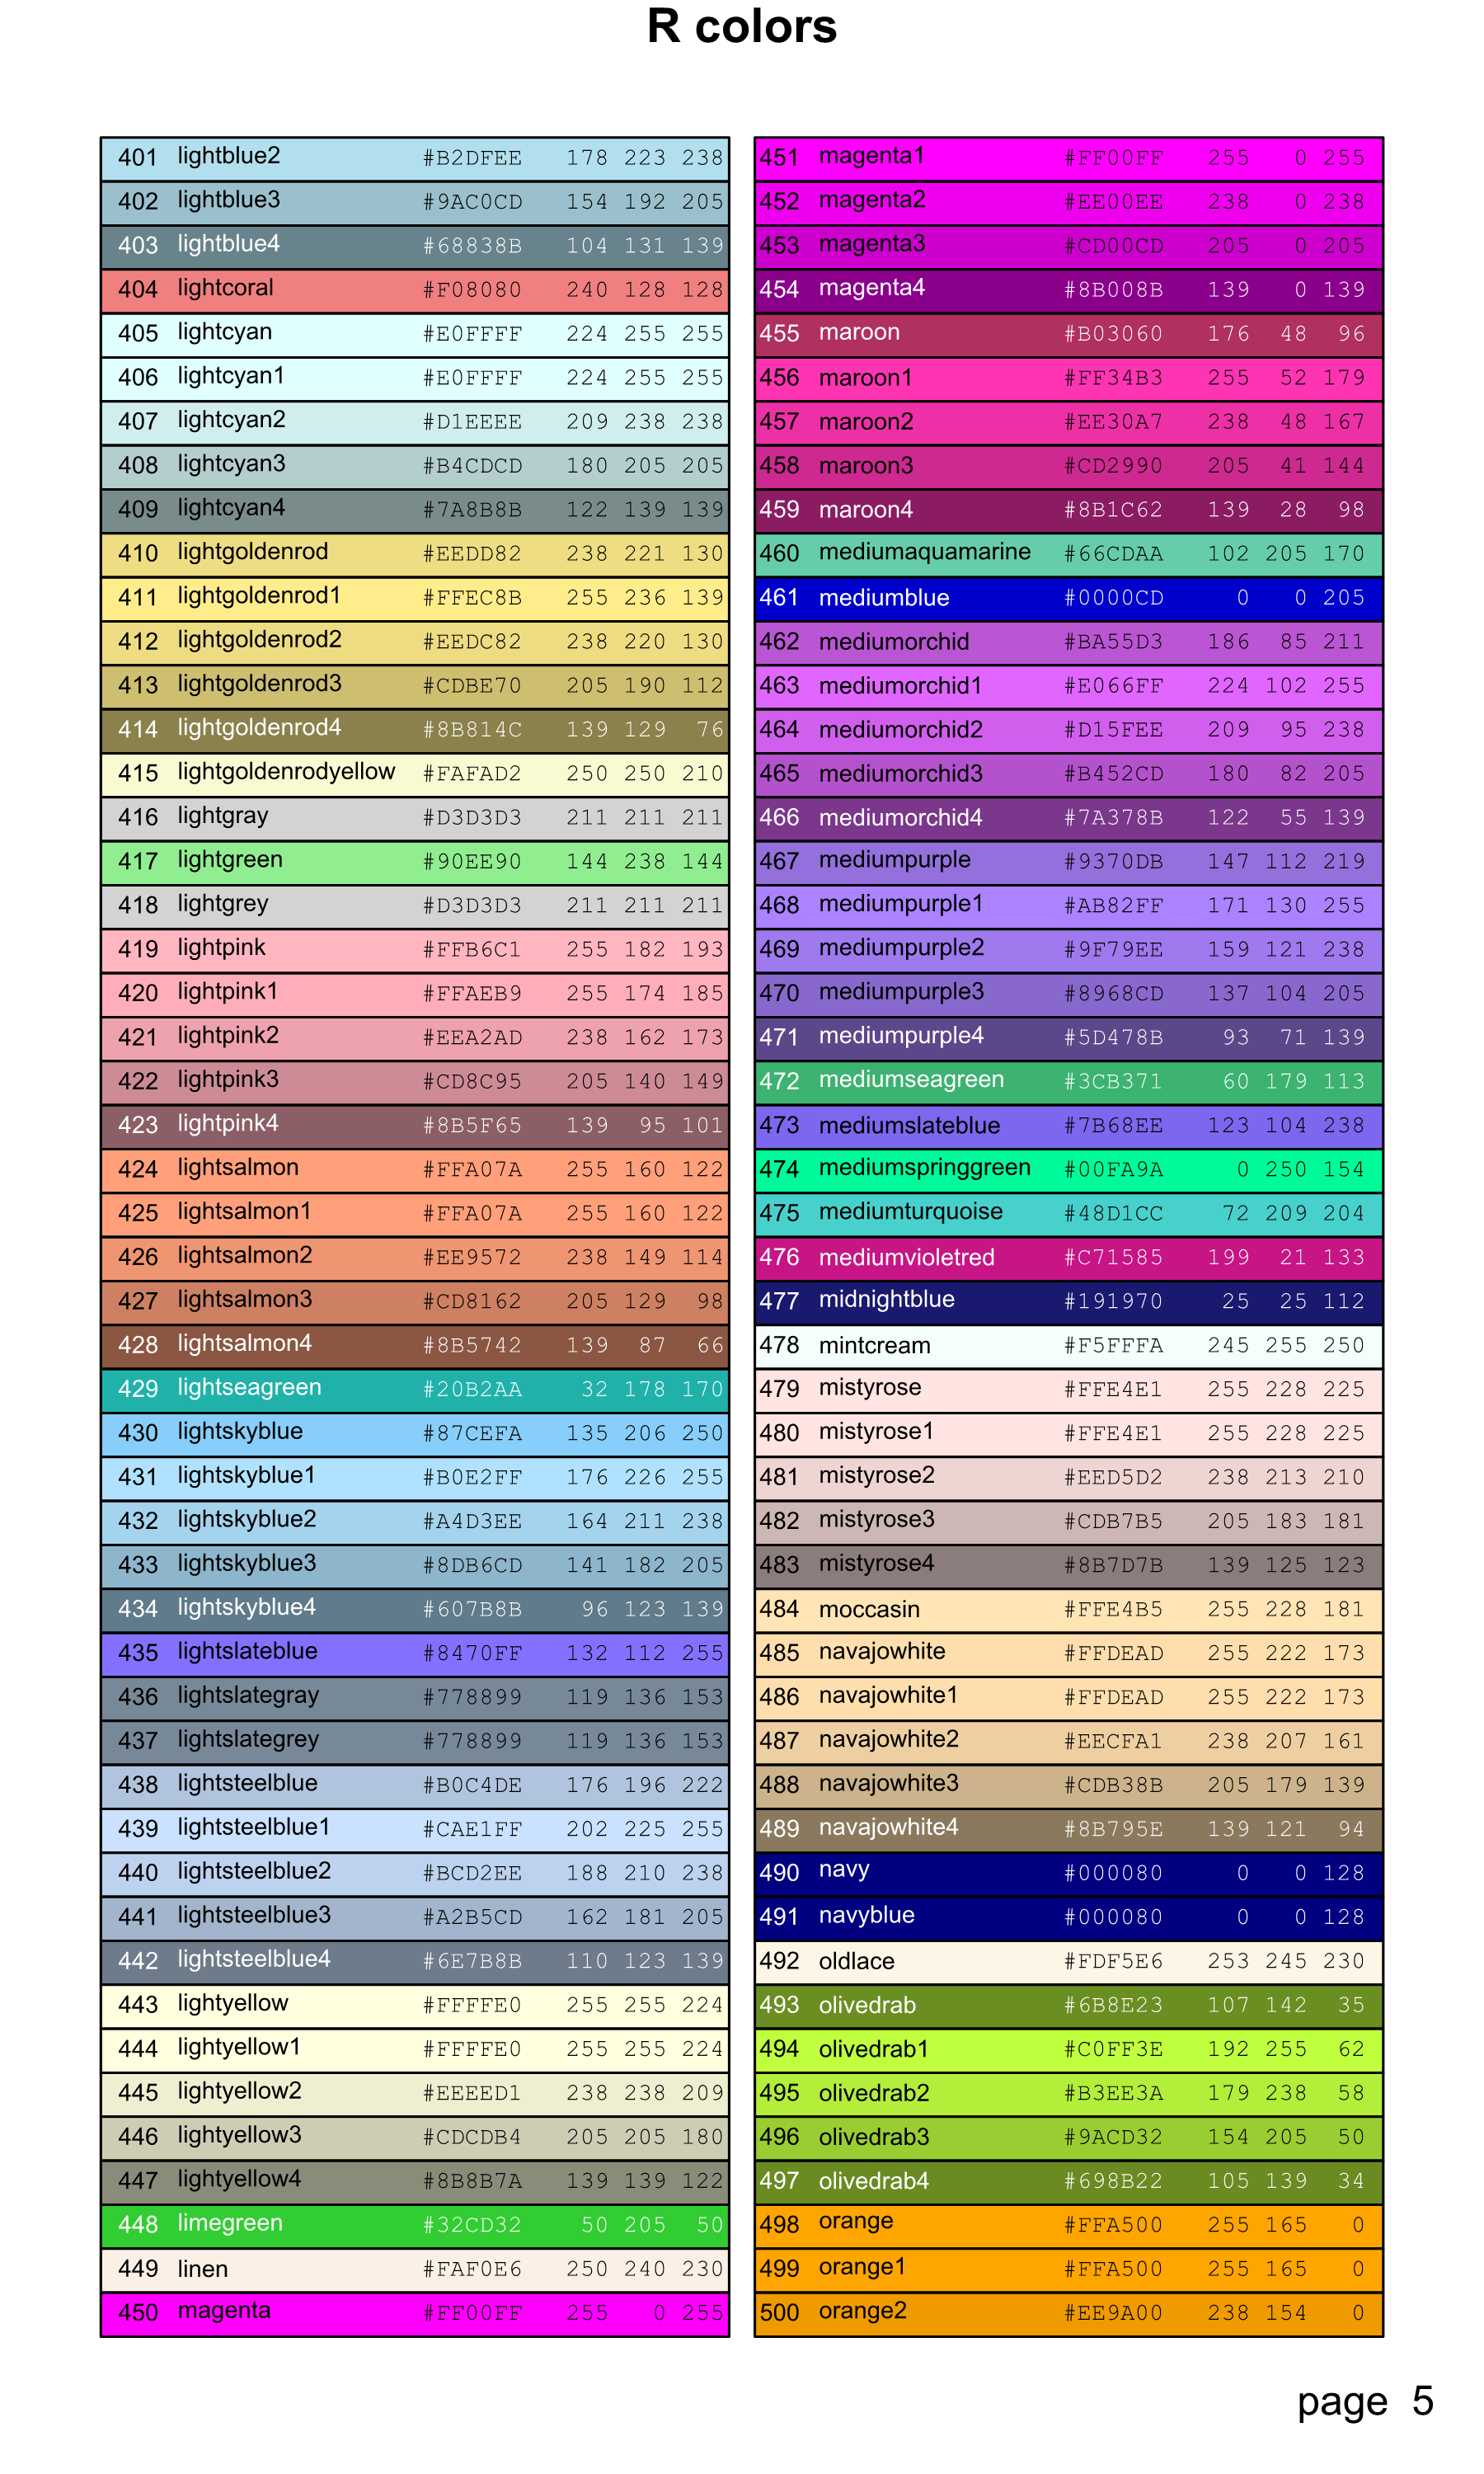 R colors
401 lightblue2 #B2DFEE 178 223 238
402 lightblue3 #9AC0CD 154 192 205
403 lightblue4 #68838B 104 131 139
404 lightcoral #F08080 240 128 128
405 lightcyan #E0FFFF 224 255 255
406 lightcyan1 #E0FFFF 224 255 255
407 lightcyan2 #D1EEEE 209 238 238
408 lightcyan3 #B4CDCD 180 205 205
409 lightcyan4 #7A8B8B 122 139 139
410 lightgoldenrod #EEDD82 238 221 130
411 lightgoldenrod1 #FFEC8B 255 236 139
412 lightgoldenrod2 #EEDC82 238 220 130
413 lightgoldenrod3 #CDBE70 205 190 112
414 lightgoldenrod4 #8B814C 139 129 76
415 lightgoldenrodyellow #FAFAD2 250 250 210
416 lightgray #D3D3D3 211 211 211
417 lightgreen #90EE90 144 238 144
418 lightgrey #D3D3D3 211 211 211
419 lightpink #FFB6C1 255 182 193
420 lightpink1 #FFAEB9 255 174 185
421 lightpink2 #EEA2AD 238 162 173
422 lightpink3 #CD8C95 205 140 149
423 lightpink4 #8B5F65 139 95 101
424 lightsalmon #FFA07A 255 160 122
425 lightsalmon1 #FFA07A 255 160 122
426 lightsalmon2 #EE9572 238 149 114
427 lightsalmon3 #CD8162 205 129 98
428 lightsalmon4 #8B5742 139 87 66
429 lightseagreen #20B2AA 32 178 170
430 lightskyblue #87CEFA 135 206 250
431 lightskyblue1 #B0E2FF 176 226 255
432 lightskyblue2 #A4D3EE 164 211 238
433 lightskyblue3 #8DB6CD 141 182 205
434 lightskyblue4 #607B8B 96 123 139
435 lightslateblue #8470FF 132 112 255
436 lightslategray #778899 119 136 153
437 lightslategrey #778899 119 136 153
438 lightsteelblue #B0C4DE 176 196 222
439 lightsteelblue1 #CAE1FF 202 225 255
440 lightsteelblue2 #BCD2EE 188 210 238
441 lightsteelblue3 #A2B5CD 162 181 205
442 lightsteelblue4 #6E7B8B 110 123 139
443 lightyellow #FFFFE0 255 255 224
444 lightyellow1 #FFFFE0 255 255 224
445 lightyellow2 #EEEED1 238 238 209
446 lightyellow3 #CDCDB4 205 205 180
447 lightyellow4 #8B8B7A 139 139 122
448 limegreen #32CD32 50 205 50
449 linen #FAF0E6 250 240 230
450 magenta #FF00FF 255 0 255
451 magenta1 #FF00FF 255 0 255
452 magenta2 #EE00EE 238 0 238
453 magenta3 #CD00CD 205 0 205
454 magenta4 #8B008B 139 0 139
455 maroon #B03060 176 48 96
456 maroon1 #FF34B3 255 52 179
457 maroon2 #EE30A7 238 48 167
458 maroon3 #CD2990 205 41 144
459 maroon4 #8B1C62 139 28 98
460 mediumaquamarine #66CDAA 102 205 170
461 mediumblue #0000CD 0 0 205
462 mediumorchid #BA55D3 186 85 211
463 mediumorchid1 #E066FF 224 102 255
464 mediumorchid2 #D15FEE 209 95 238
465 mediumorchid3 #B452CD 180 82 205
466 mediumorchid4 #7A378B 122 55 139
467 mediumpurple #9370DB 147 112 219
468 mediumpurple1 #AB82FF 171 130 255
469 mediumpurple2 #9F79EE 159 121 238
470 mediumpurple3 #8968CD 137 104 205
471 mediumpurple4 #5D478B 93 71 139
472 mediumseagreen #3CB371 60 179 113
473 mediumslateblue #7B68EE 123 104 238
474 mediumspringgreen #00FA9A 0 250 154
475 mediumturquoise #48D1CC 72 209 204
476 mediumvioletred #C71585 199 21 133
477 midnightblue #191970 25 25 112
478 mintcream #F5FFFA 245 255 250
479 mistyrose #FFE4E1 255 228 225
480 mistyrose1 #FFE4E1 255 228 225
481 mistyrose2 #EED5D2 238 213 210
482 mistyrose3 #CDB7B5 205 183 181
483 mistyrose4 #8B7D7B 139 125 123
484 moccasin #FFE4B5 255 228 181
485 navajowhite #FFDEAD 255 222 173
486 navajowhite1 #FFDEAD 255 222 173
487 navajowhite2 #EECFA1 238 207 161
488 navajowhite3 #CDB38B 205 179 139
489 navajowhite4 #8B795E 139 121 94
490 navy #000080 0 0 128
491 navyblue #000080 0 0 128
492 oldlace #FDF5E6 253 245 230
493 olivedrab #6B8E23 107 142 35
494 olivedrab1 #C0FF3E 192 255 62
495 olivedrab2 #B3EE3A 179 238 58
496 olivedrab3 #9ACD32 154 205 50
497 olivedrab4 #698B22 105 139 34
498 orange #FFA500 255 165 0
499 orange1 #FFA500 255 165 0
500 orange2 #EE9A00 238 154 0
page 5